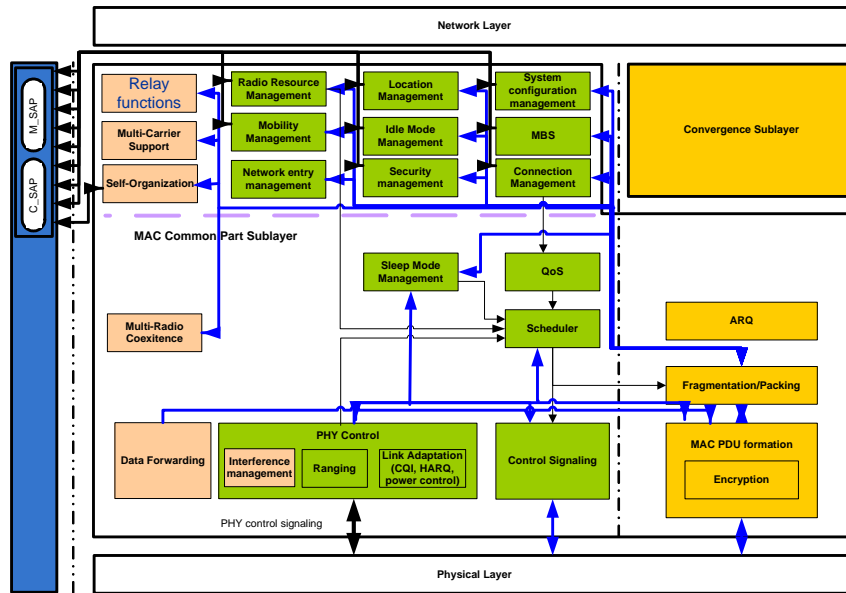 Network Layer
M_SAP
C_SAP
Relay
functions
Radio Resource
Management
Location
Management
System
configuration
management
Multi-Carrier
Support
Mobility
Management
Idle Mode
Management
MBS
Convergence Sublayer
Self-Organization
Network entry
management
Security
management
Connection
Management
MAC Common Part Sublayer
Sleep Mode
Management
QoS
Multi-Radio
Coexitence
Scheduler
ARQ
Fragmentation/Packing
Data Forwarding
PHY Control
Interference
management
Ranging
Link Adaptation
(CQI, HARQ,
power control)
Control Signaling
MAC PDU formation
Encryption
PHY control signaling
Physical Layer